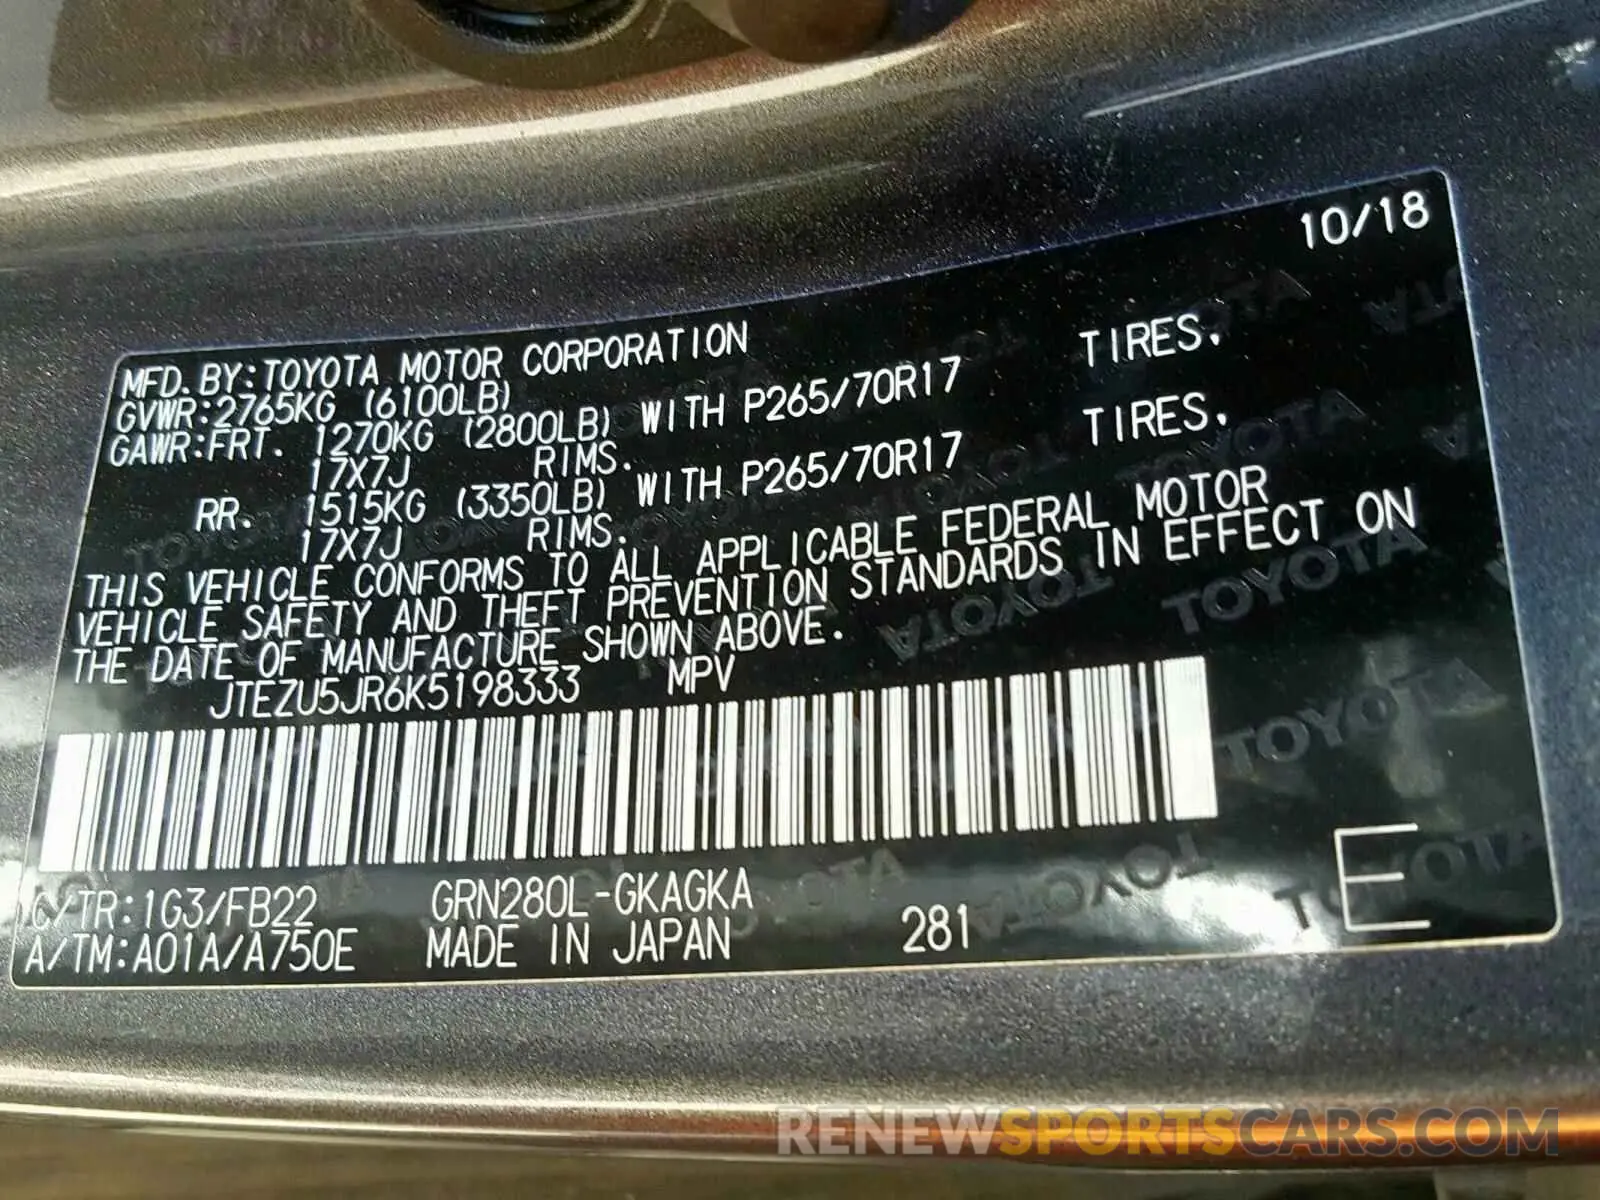 10/18
MFD. BY: TOYOTA MOTOR CORPORATION
GVWR: 2765KG (6100LB)
GAWR: FRT. 1270KG (2800LB) WITH P265/70R17 TIRES,
17X7J RIMS.
RR. 1515KG (3350LB) WITH P265/70R17 TIRES,
17X7J RIMS.
THIS VEHICLE CONFORMS TO ALL APPLICABLE FEDERAL MOTOR
VEHICLE SAFETY AND THEFT PREVENTION STANDARDS IN EFFECT ON
THE DATE OF MANUFACTURE SHOWN ABOVE.
JTEZU5JR6K5198333 MPV
C/TR: 1G3/FB22 GRN280L-GKAGKA
A/TM: A01A/A750E MADE IN JAPAN 281 E
RENEWSPORTSCARS.COM